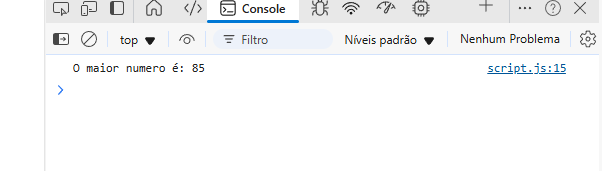 Console
top
Filtro
Níveis padrão
Nenhum Problema
O maior numero é: 85
script.js:15